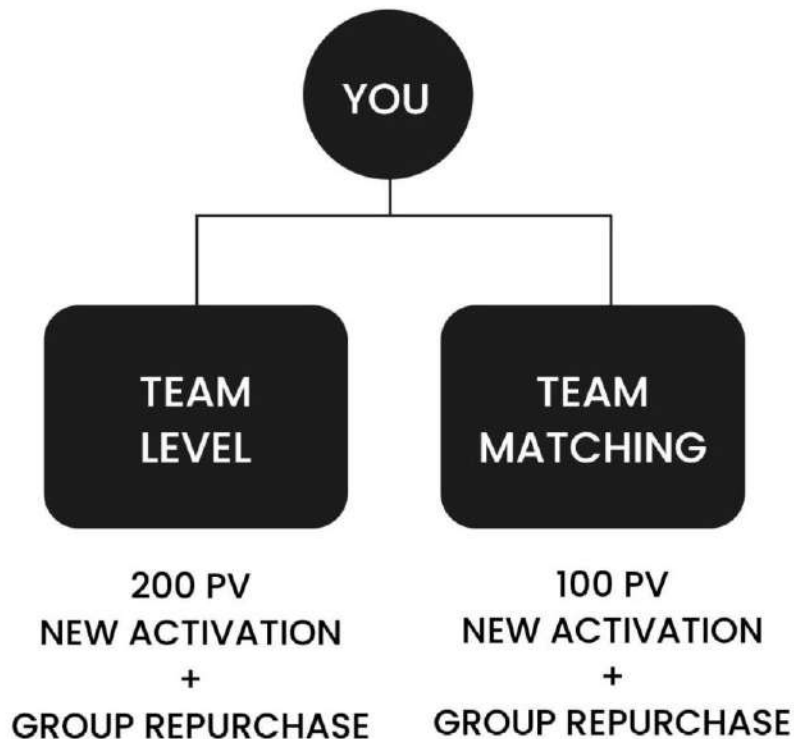 YOU
TEAM
LEVEL
TEAM
MATCHING
200 PV
NEW ACTIVATION
+
GROUP REPURCHASE
100 PV
NEW ACTIVATION
+
GROUP REPURCHASE